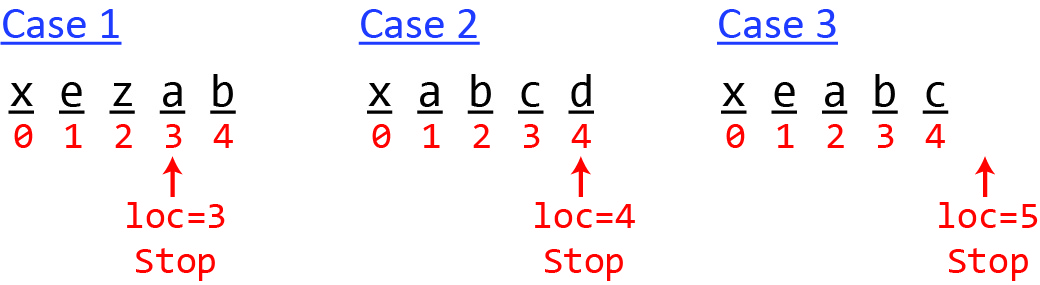 Case 1 Case 2 Case 3
x e z a b x a b c d x e a b c
0 1 2 3 4 0 1 2 3 4 0 1 2 3 4
loc=3 loc=4 loc=5
Stop Stop Stop